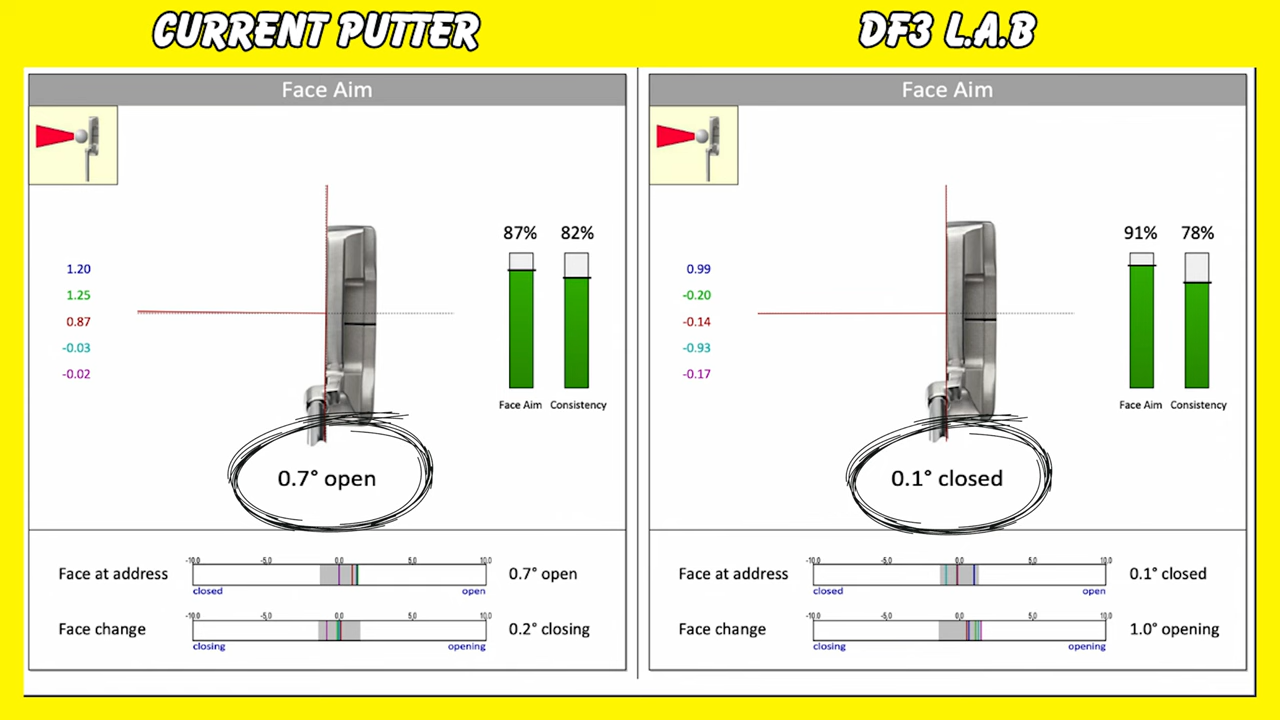 CURRENT PUTTER
DF3 L.A.B
Face Aim
87% 82%
1.20
1.25
0.87
-0.03
-0.02
Face Aim Consistency
0.7° open
-10.0 -5.0 0.0 5.0 10.0
Face at address 0.7° open
closed open
-10.0 -5.0 0.0 5.0 10.0
Face change 0.2° closing
closing opening
Face Aim
91% 78%
0.99
-0.20
-0.14
-0.93
-0.17
Face Aim Consistency
0.1° closed
-10.0 -5.0 0.0 5.0 10.0
Face at address 0.1° closed
closed open
-10.0 -5.0 0.0 5.0 10.0
Face change 1.0° opening
closing opening